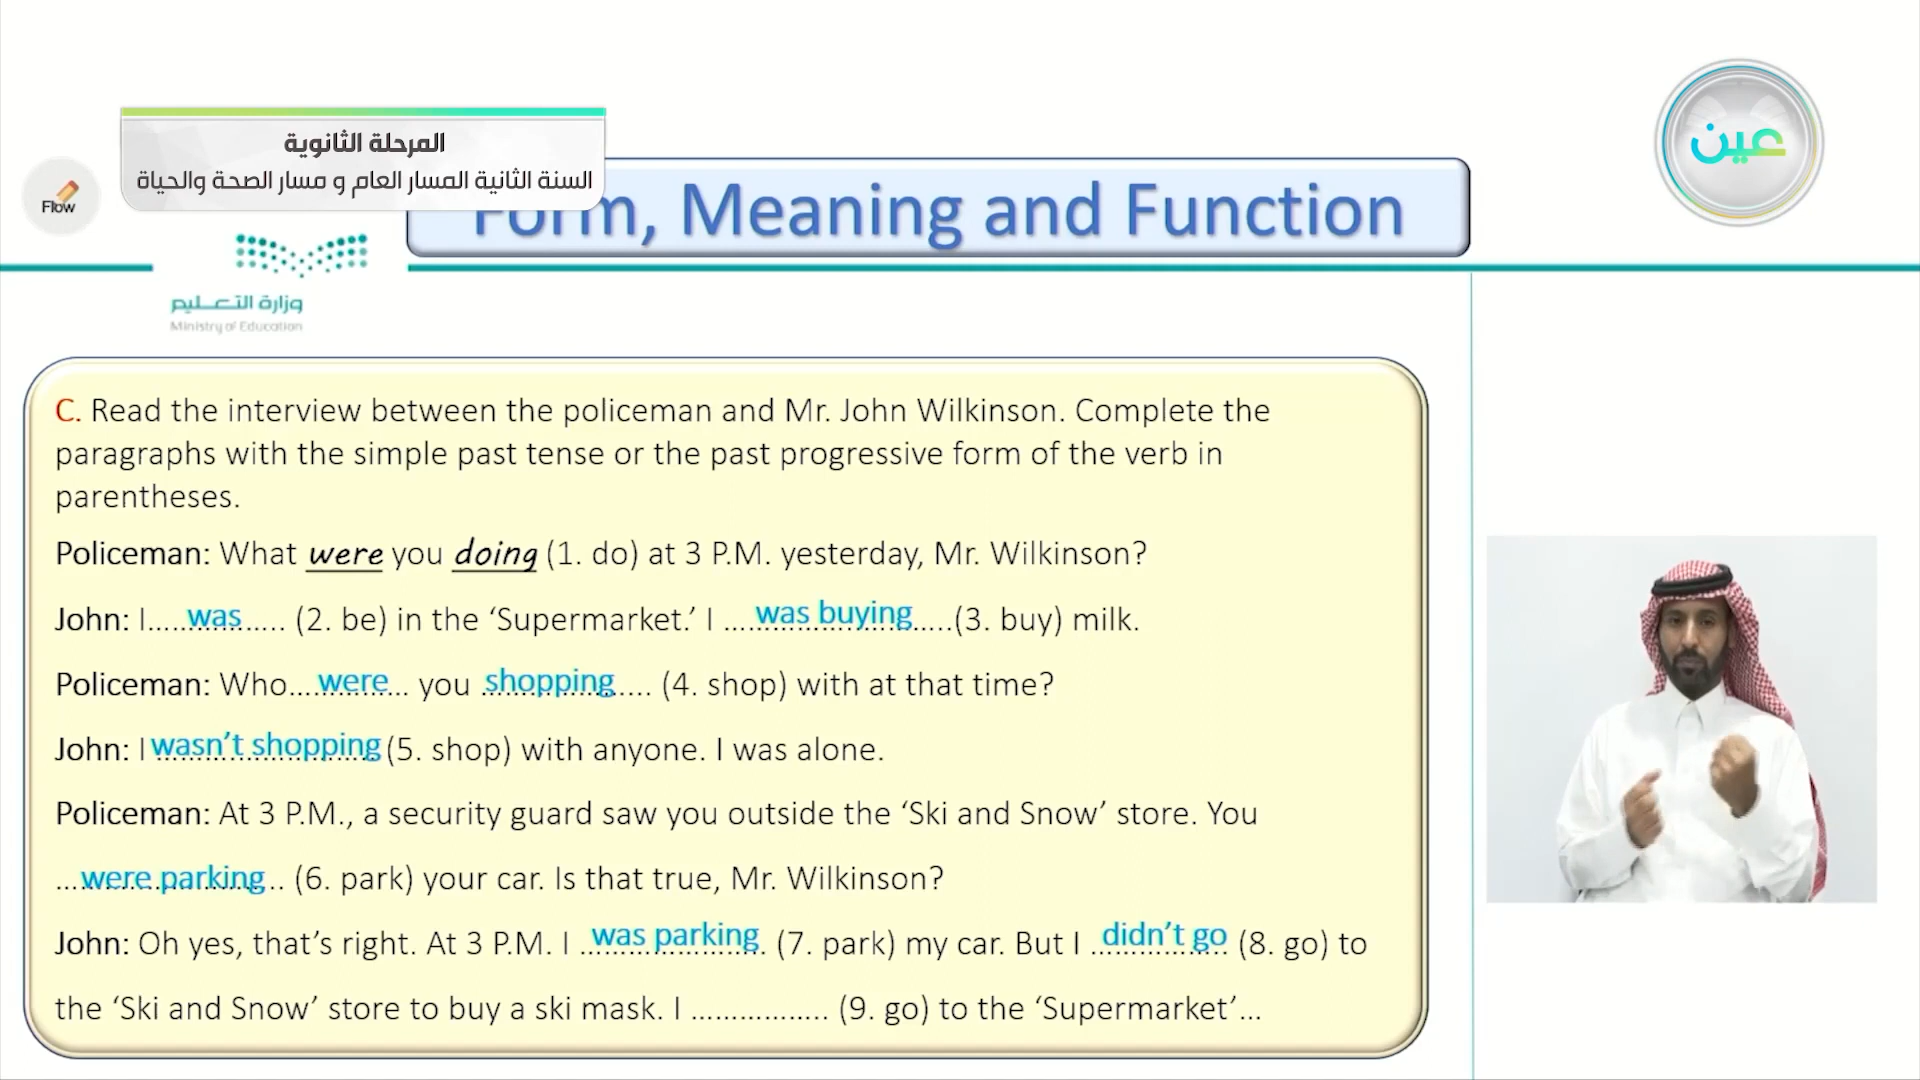 المرحلة الثانوية
السنة الثانية المسار العام و مسار الصحة والحياة
عين
Flow
Form, Meaning and Function
وزارة التعليم
Ministry of Education
C. Read the interview between the policeman and Mr. John Wilkinson. Complete the
paragraphs with the simple past tense or the past progressive form of the verb in
parentheses.
Policeman: What were you doing (1. do) at 3 P.M. yesterday, Mr. Wilkinson?
John: I.....was..... (2. be) in the ‘Supermarket.’ I ...was buying.....(3. buy) milk.
Policeman: Who...were... you shopping.... (4. shop) with at that time?
John: I wasn’t shopping (5. shop) with anyone. I was alone.
Policeman: At 3 P.M., a security guard saw you outside the ‘Ski and Snow’ store. You
...were parking.. (6. park) your car. Is that true, Mr. Wilkinson?
John: Oh yes, that’s right. At 3 P.M. I .was parking. (7. park) my car. But I .didn’t go (8. go) to
the ‘Ski and Snow’ store to buy a ski mask. I ................. (9. go) to the ‘Supermarket’...